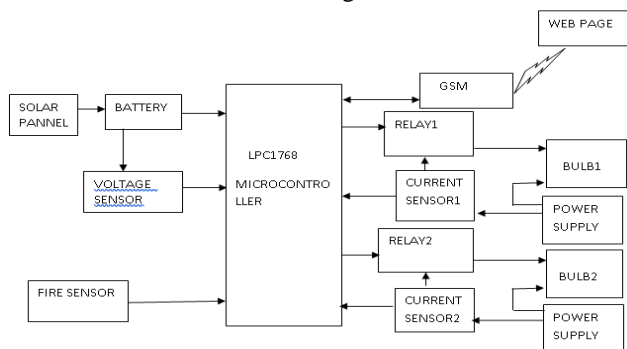 WEB PAGE
GSM
SOLAR
PANNEL
BATTERY
RELAY1
LPC1768
MICROCONTRO
LLER
BULB1
VOLTAGE
SENSOR
CURRENT
SENSOR1
POWER
SUPPLY
RELAY2
BULB2
FIRE SENSOR
CURRENT
SENSOR2
POWER
SUPPLY